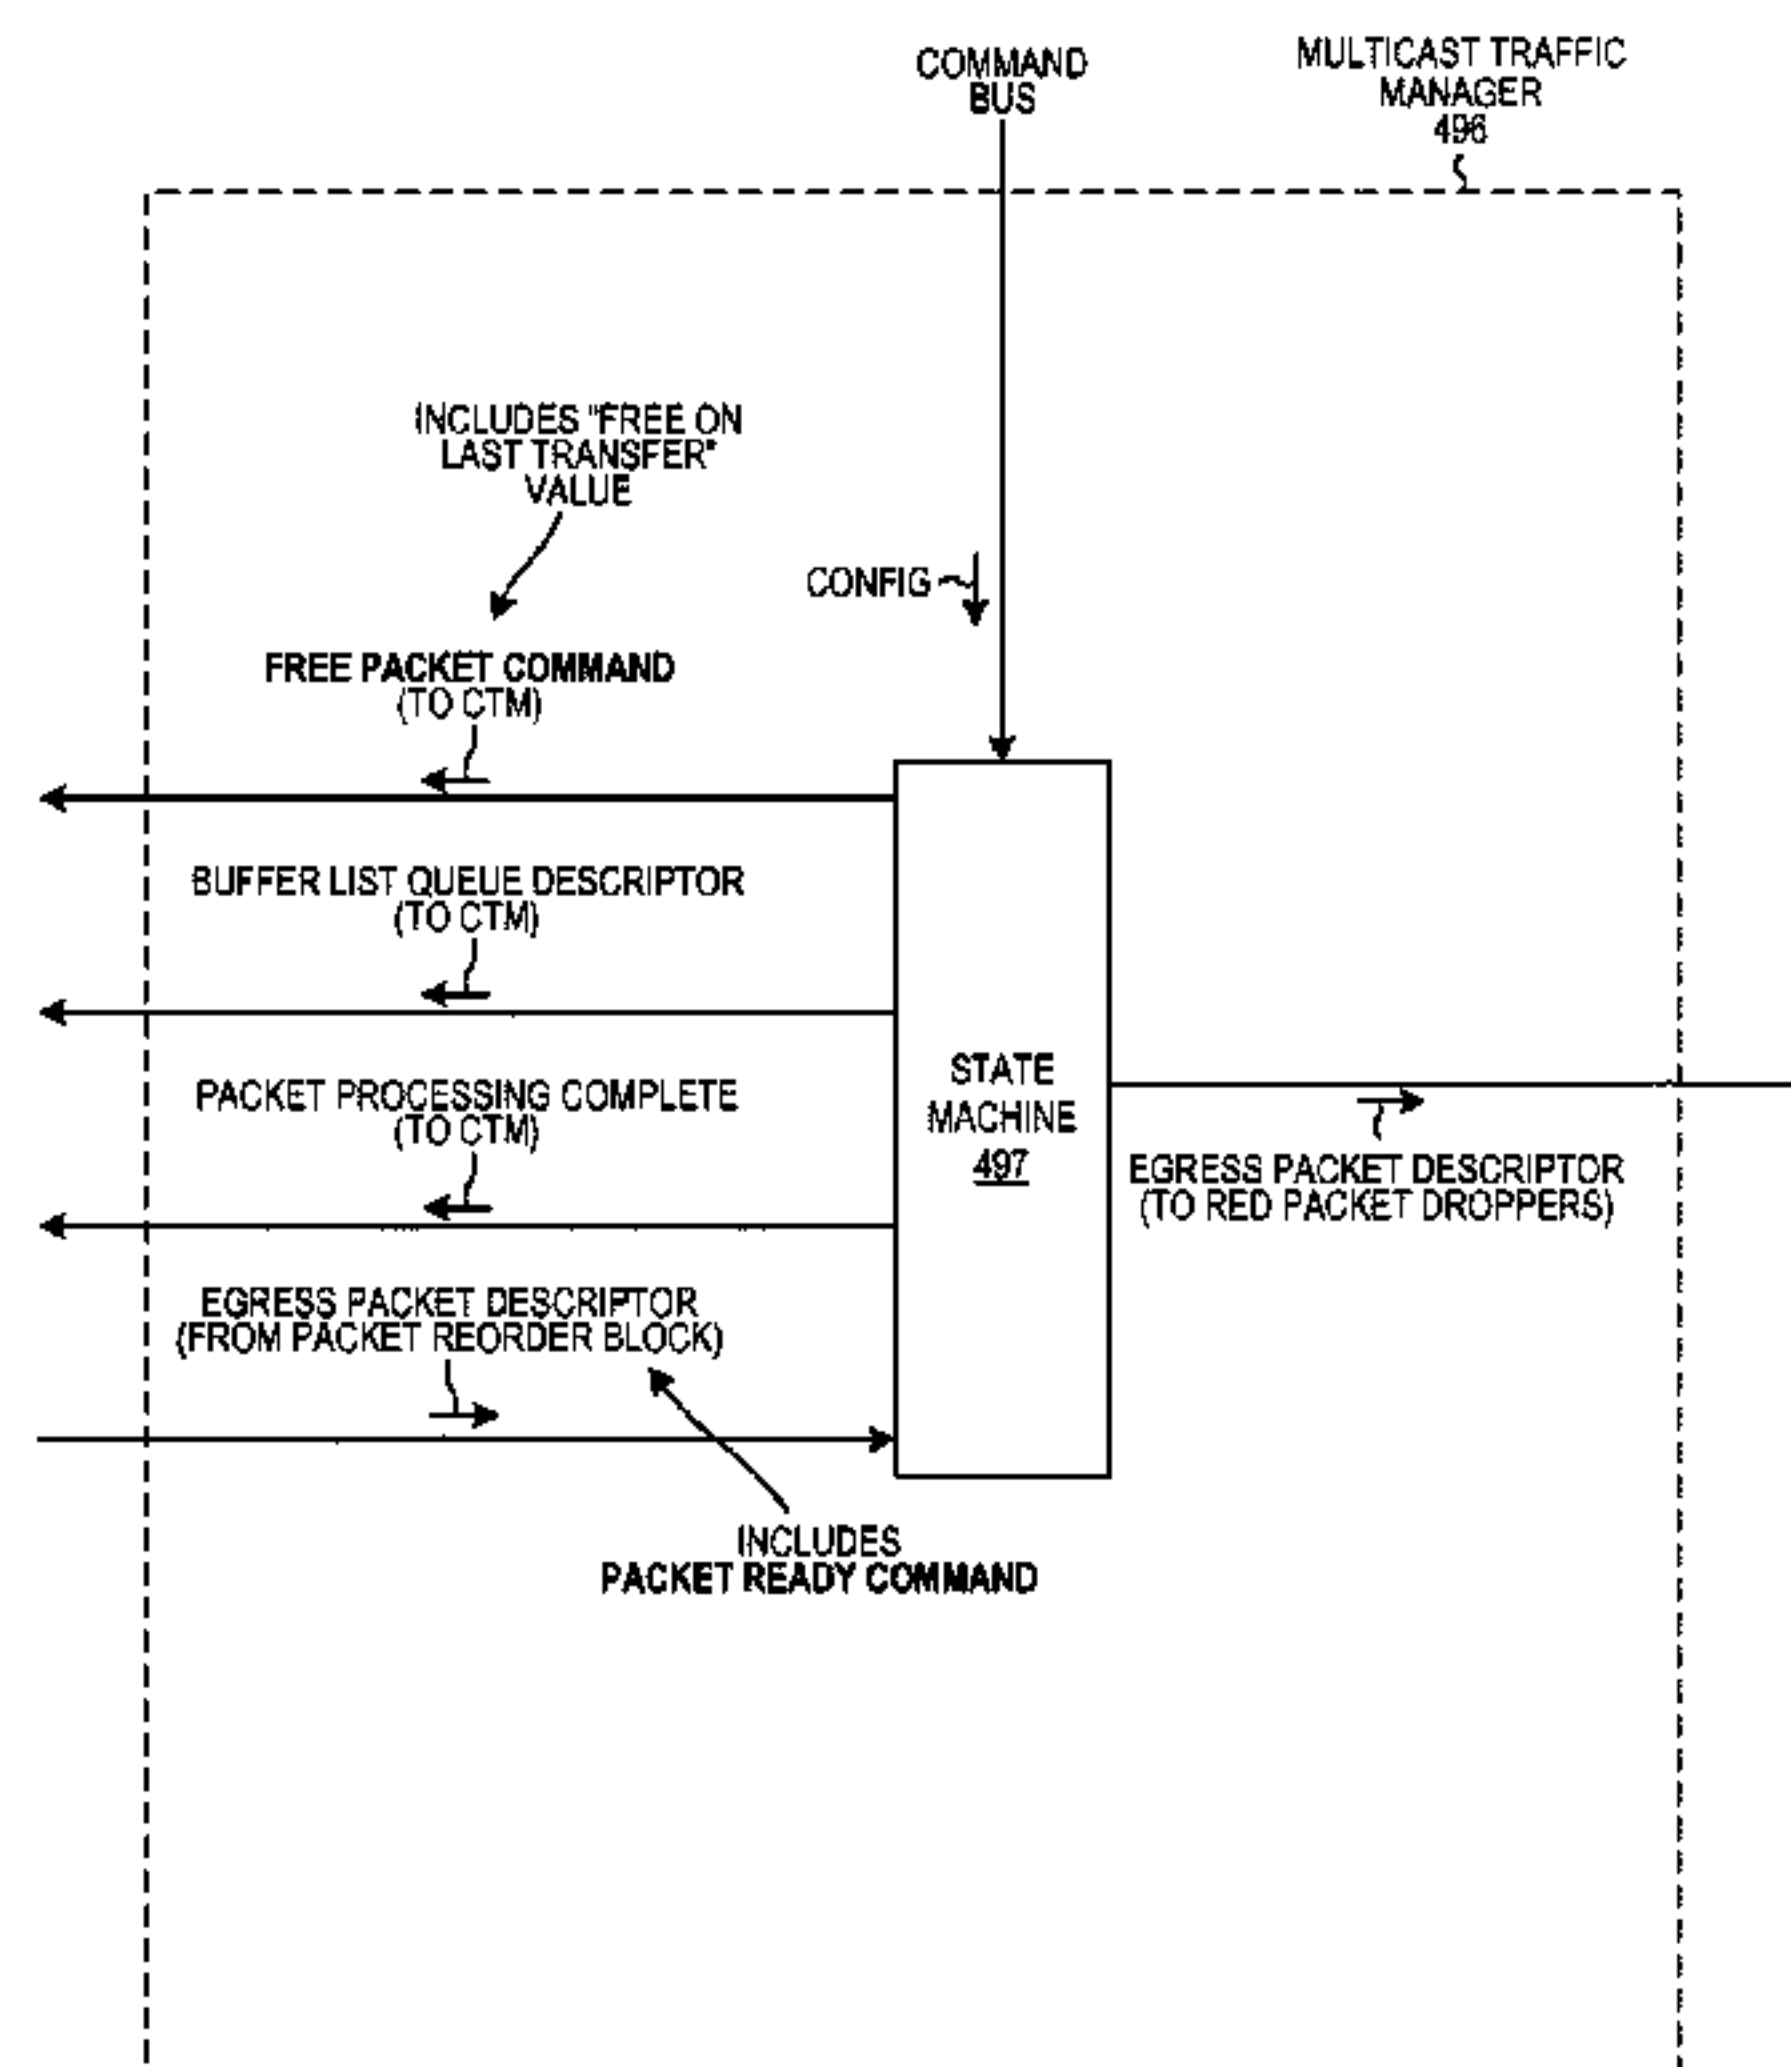 COMMAND
BUS
MULTICAST TRAFFIC
MANAGER
496
INCLUDES "FREE ON
LAST TRANSFER"
VALUE
CONFIG
FREE PACKET COMMAND
(TO CTM)
BUFFER LIST QUEUE DESCRIPTOR
(TO CTM)
PACKET PROCESSING COMPLETE
(TO CTM)
STATE
MACHINE
497
EGRESS PACKET DESCRIPTOR
(TO RED PACKET DROPPERS)
EGRESS PACKET DESCRIPTOR
(FROM PACKET REORDER BLOCK)
INCLUDES
PACKET READY COMMAND